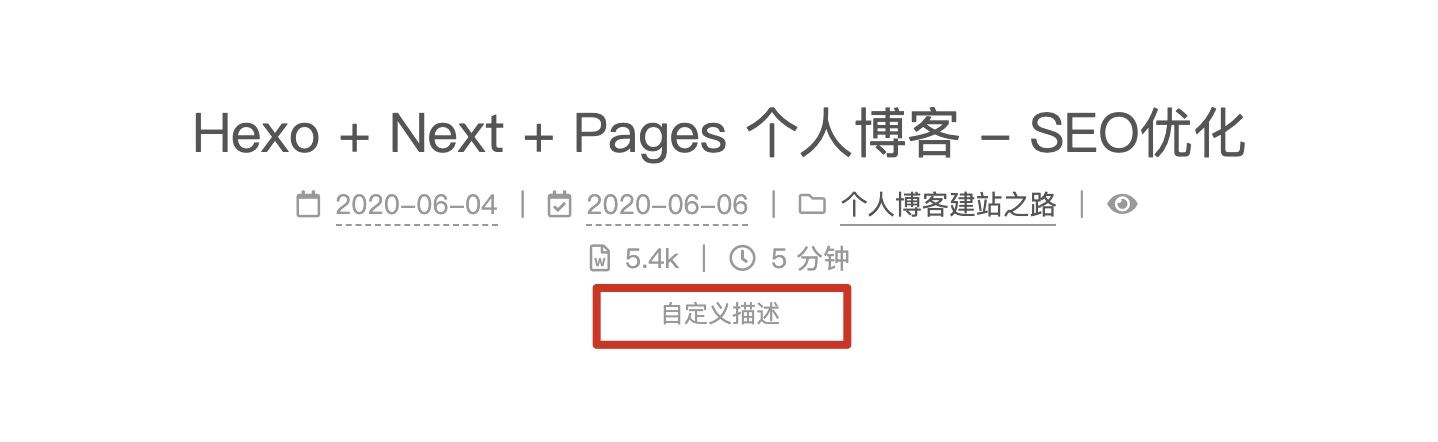 Hexo + Next + Pages 个人博客 – SEO优化
2020-06-04 | 2020-06-06 | 个人博客建站之路 |
5.4k | 5 分钟
自定义描述